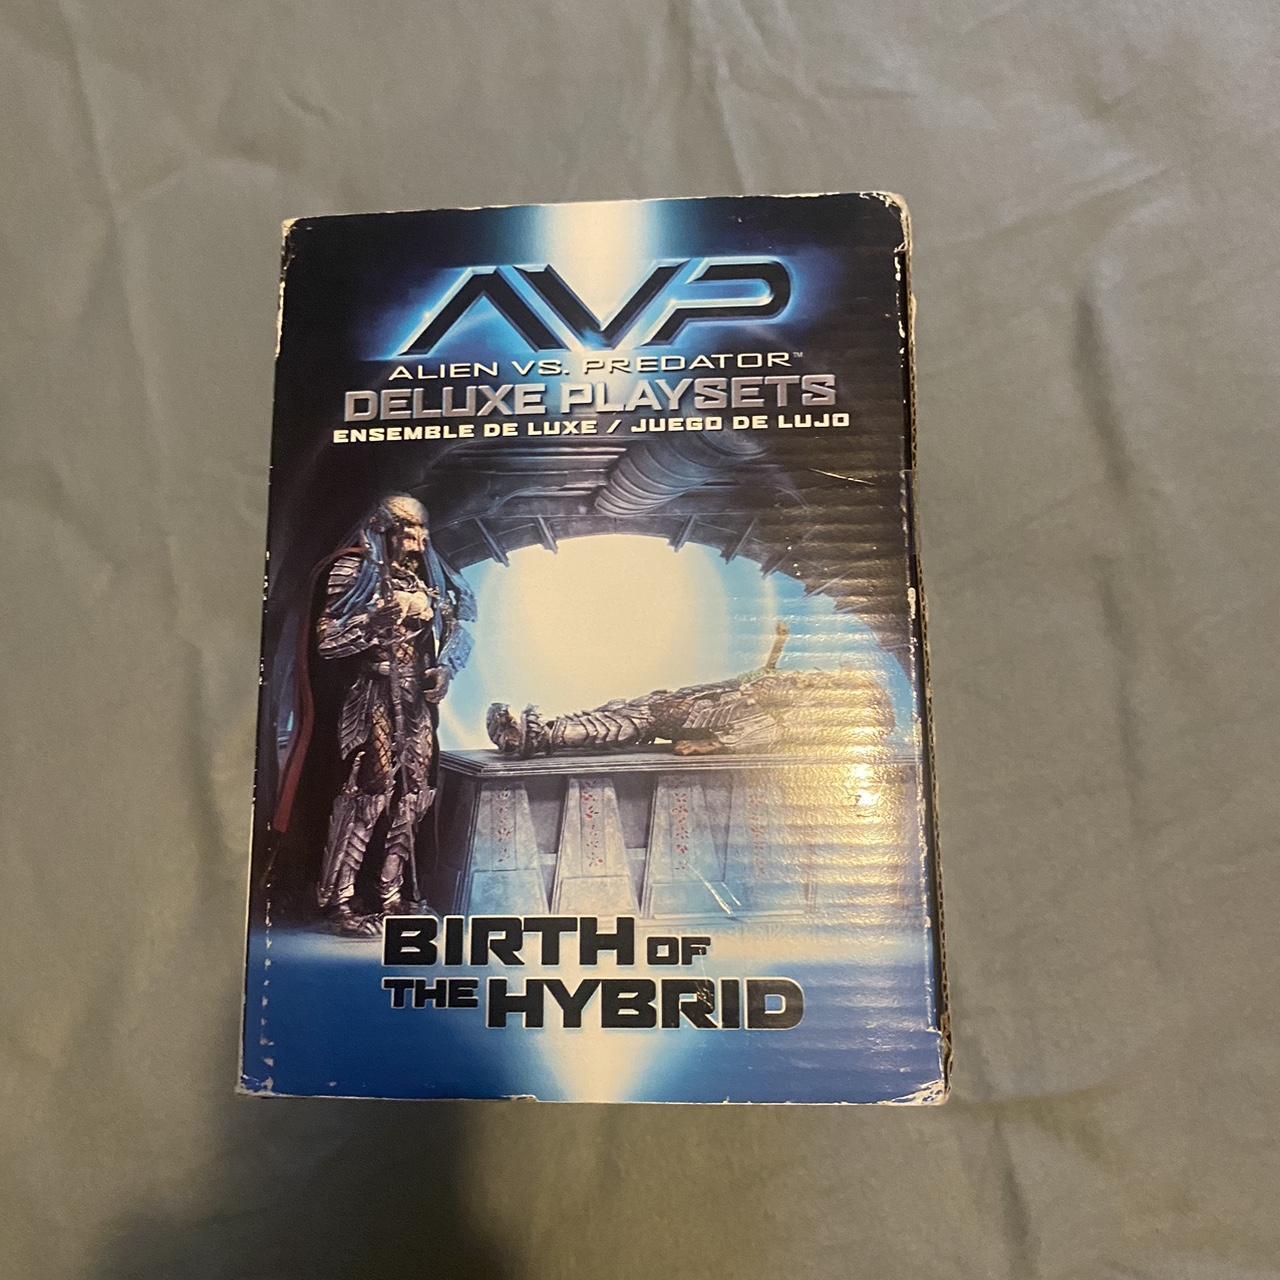 AVP
ALIEN VS. PREDATOR™
DELUXE PLAYSETS
ENSEMBLE DE LUXE / JUEGO DE LUJO
BIRTH OF
THE HYBRID